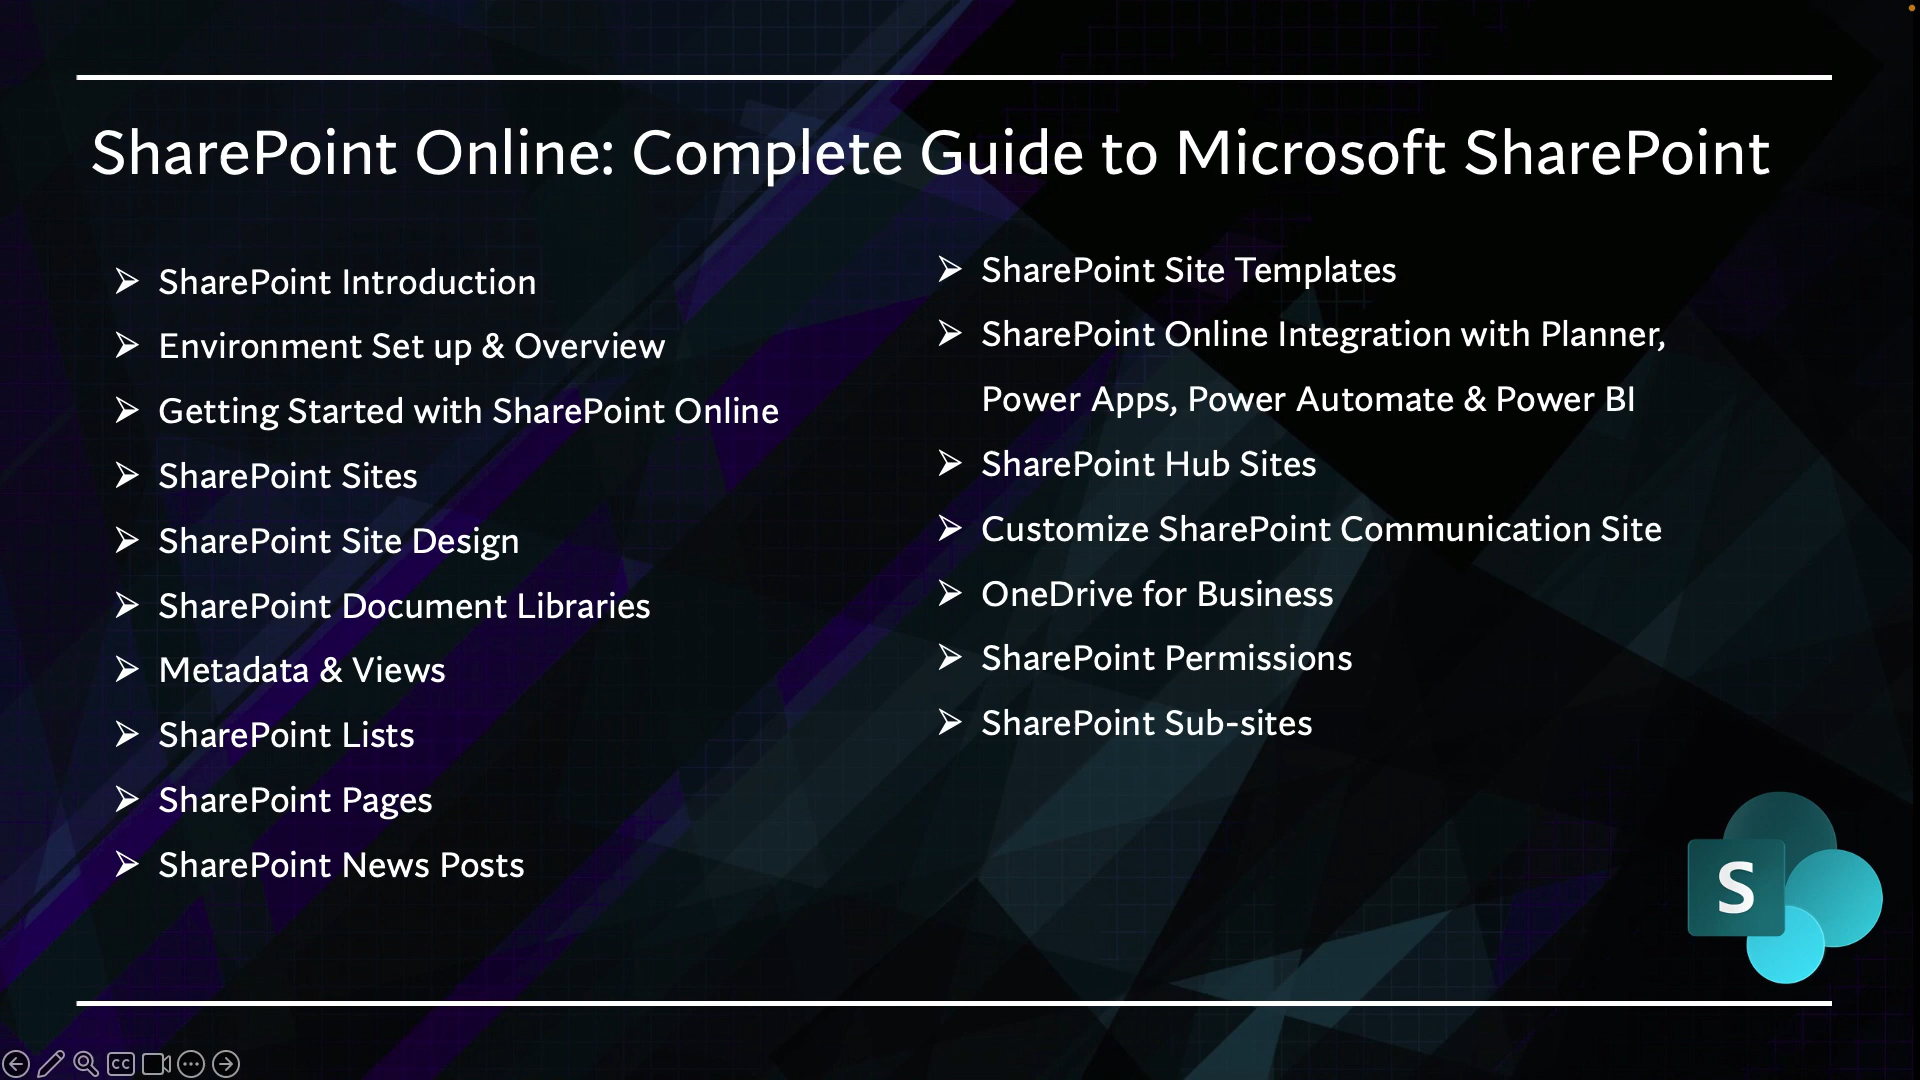 SharePoint Online: Complete Guide to Microsoft SharePoint
➢ SharePoint Introduction
➢ Environment Set up & Overview
➢ Getting Started with SharePoint Online
➢ SharePoint Sites
➢ SharePoint Site Design
➢ SharePoint Document Libraries
➢ Metadata & Views
➢ SharePoint Lists
➢ SharePoint Pages
➢ SharePoint News Posts
➢ SharePoint Site Templates
➢ SharePoint Online Integration with Planner,
Power Apps, Power Automate & Power BI
➢ SharePoint Hub Sites
➢ Customize SharePoint Communication Site
➢ OneDrive for Business
➢ SharePoint Permissions
➢ SharePoint Sub-sites
S
CC